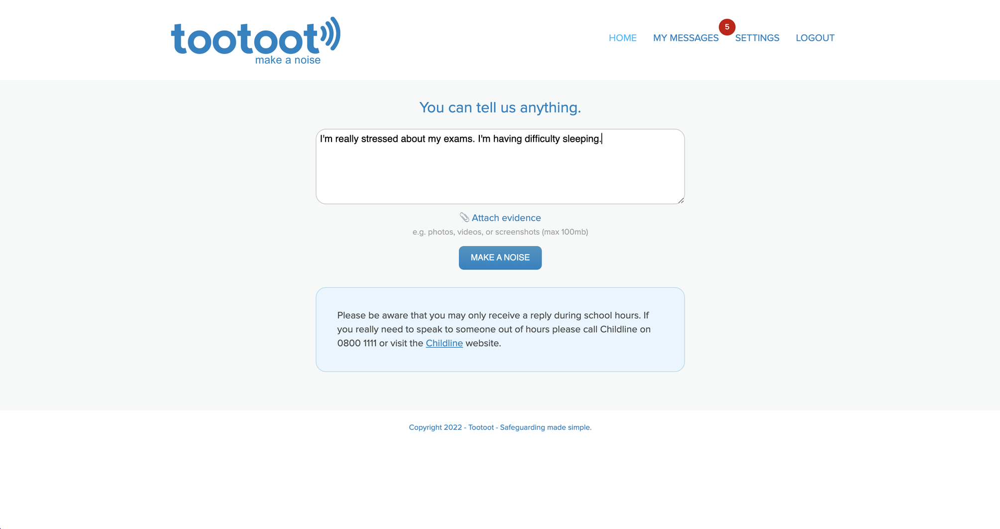 tootoot
make a noise
HOME MY MESSAGES 5 SETTINGS LOGOUT
You can tell us anything.
I'm really stressed about my exams. I'm having difficulty sleeping.
Attach evidence
e.g. photos, videos, or screenshots (max 100mb)
MAKE A NOISE
Please be aware that you may only receive a reply during school hours. If
you really need to speak to someone out of hours please call Childline on
0800 1111 or visit the Childline website.
Copyright 2022 - Tootoot - Safeguarding made simple.